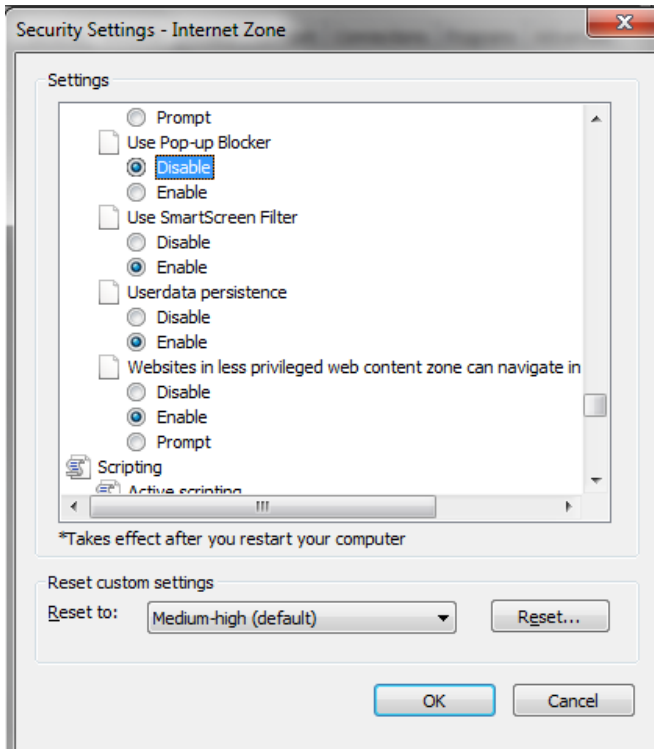 Security Settings - Internet Zone
Settings
Prompt
Use Pop-up Blocker
Disable
Enable
Use SmartScreen Filter
Disable
Enable
Userdata persistence
Disable
Enable
Websites in less privileged web content zone can navigate in
Disable
Enable
Prompt
Scripting
Active scripting
*Takes effect after you restart your computer
Reset custom settings
Reset to: Medium-high (default) Reset...
OK Cancel